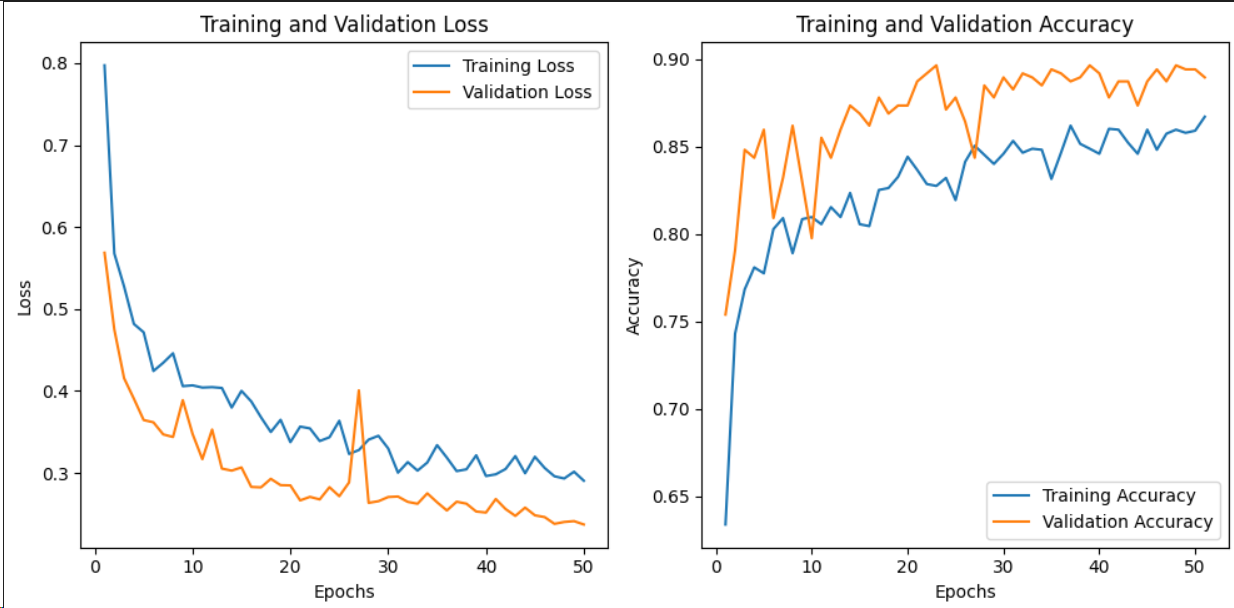 Training and Validation Loss
Training Loss
Validation Loss
0.8
0.7
0.6
0.5
0.4
0.3
Loss
0
10
20
30
40
50
Epochs
Training and Validation Accuracy
0.90
0.85
0.80
0.75
0.70
0.65
Accuracy
Training Accuracy
Validation Accuracy
0
10
20
30
40
50
Epochs